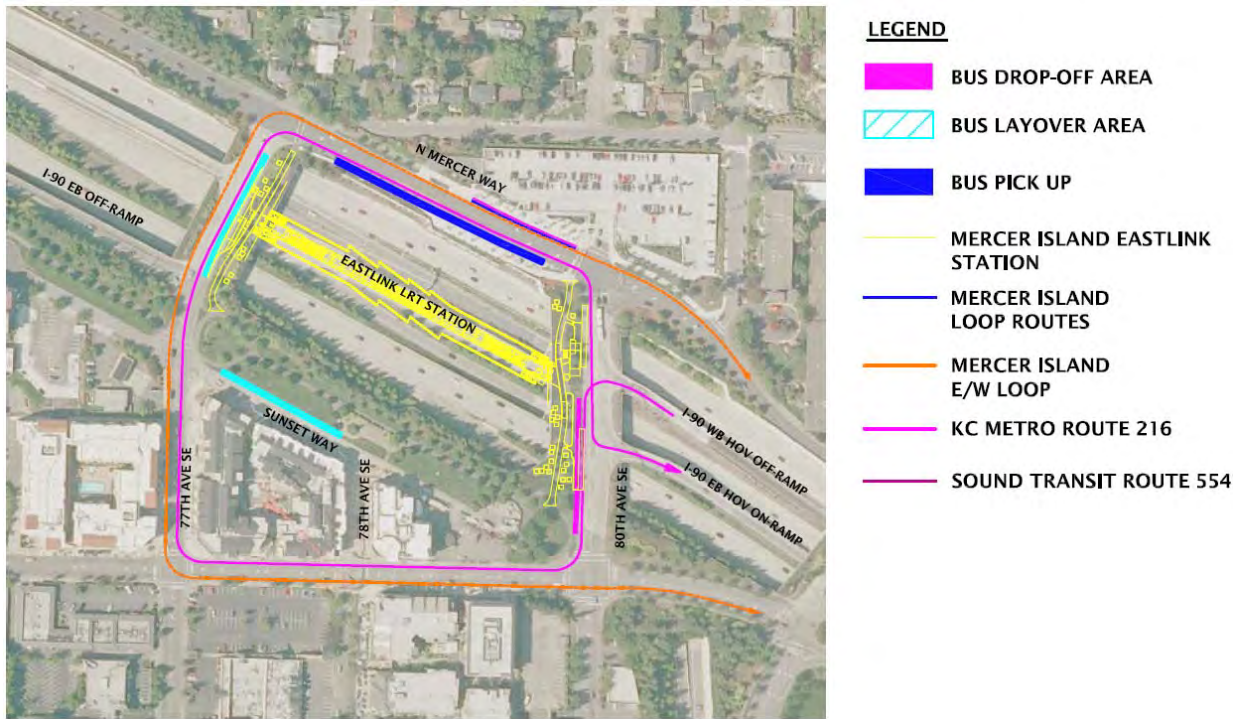 N MERCER WAY
I-90 EB OFF-RAMP
EASTLINK LRT STATION
SUNSET WAY
77TH AVE SE
78TH AVE SE
80TH AVE SE
I-90 WB HOV OFF-RAMP
I-90 EB HOV ON-RAMP
LEGEND
BUS DROP-OFF AREA
BUS LAYOVER AREA
BUS PICK UP
MERCER ISLAND EASTLINK
STATION
MERCER ISLAND
LOOP ROUTES
MERCER ISLAND
E/W LOOP
KC METRO ROUTE 216
SOUND TRANSIT ROUTE 554